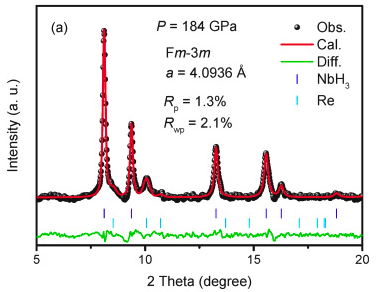 (a)
P = 184 GPa
Fm-3m
a = 4.0936 Å
Rp = 1.3%
Rwp = 2.1%
Obs.
Cal.
Diff.
NbH3
Re
Intensity (a. u.)
5 10 15 20
2 Theta (degree)